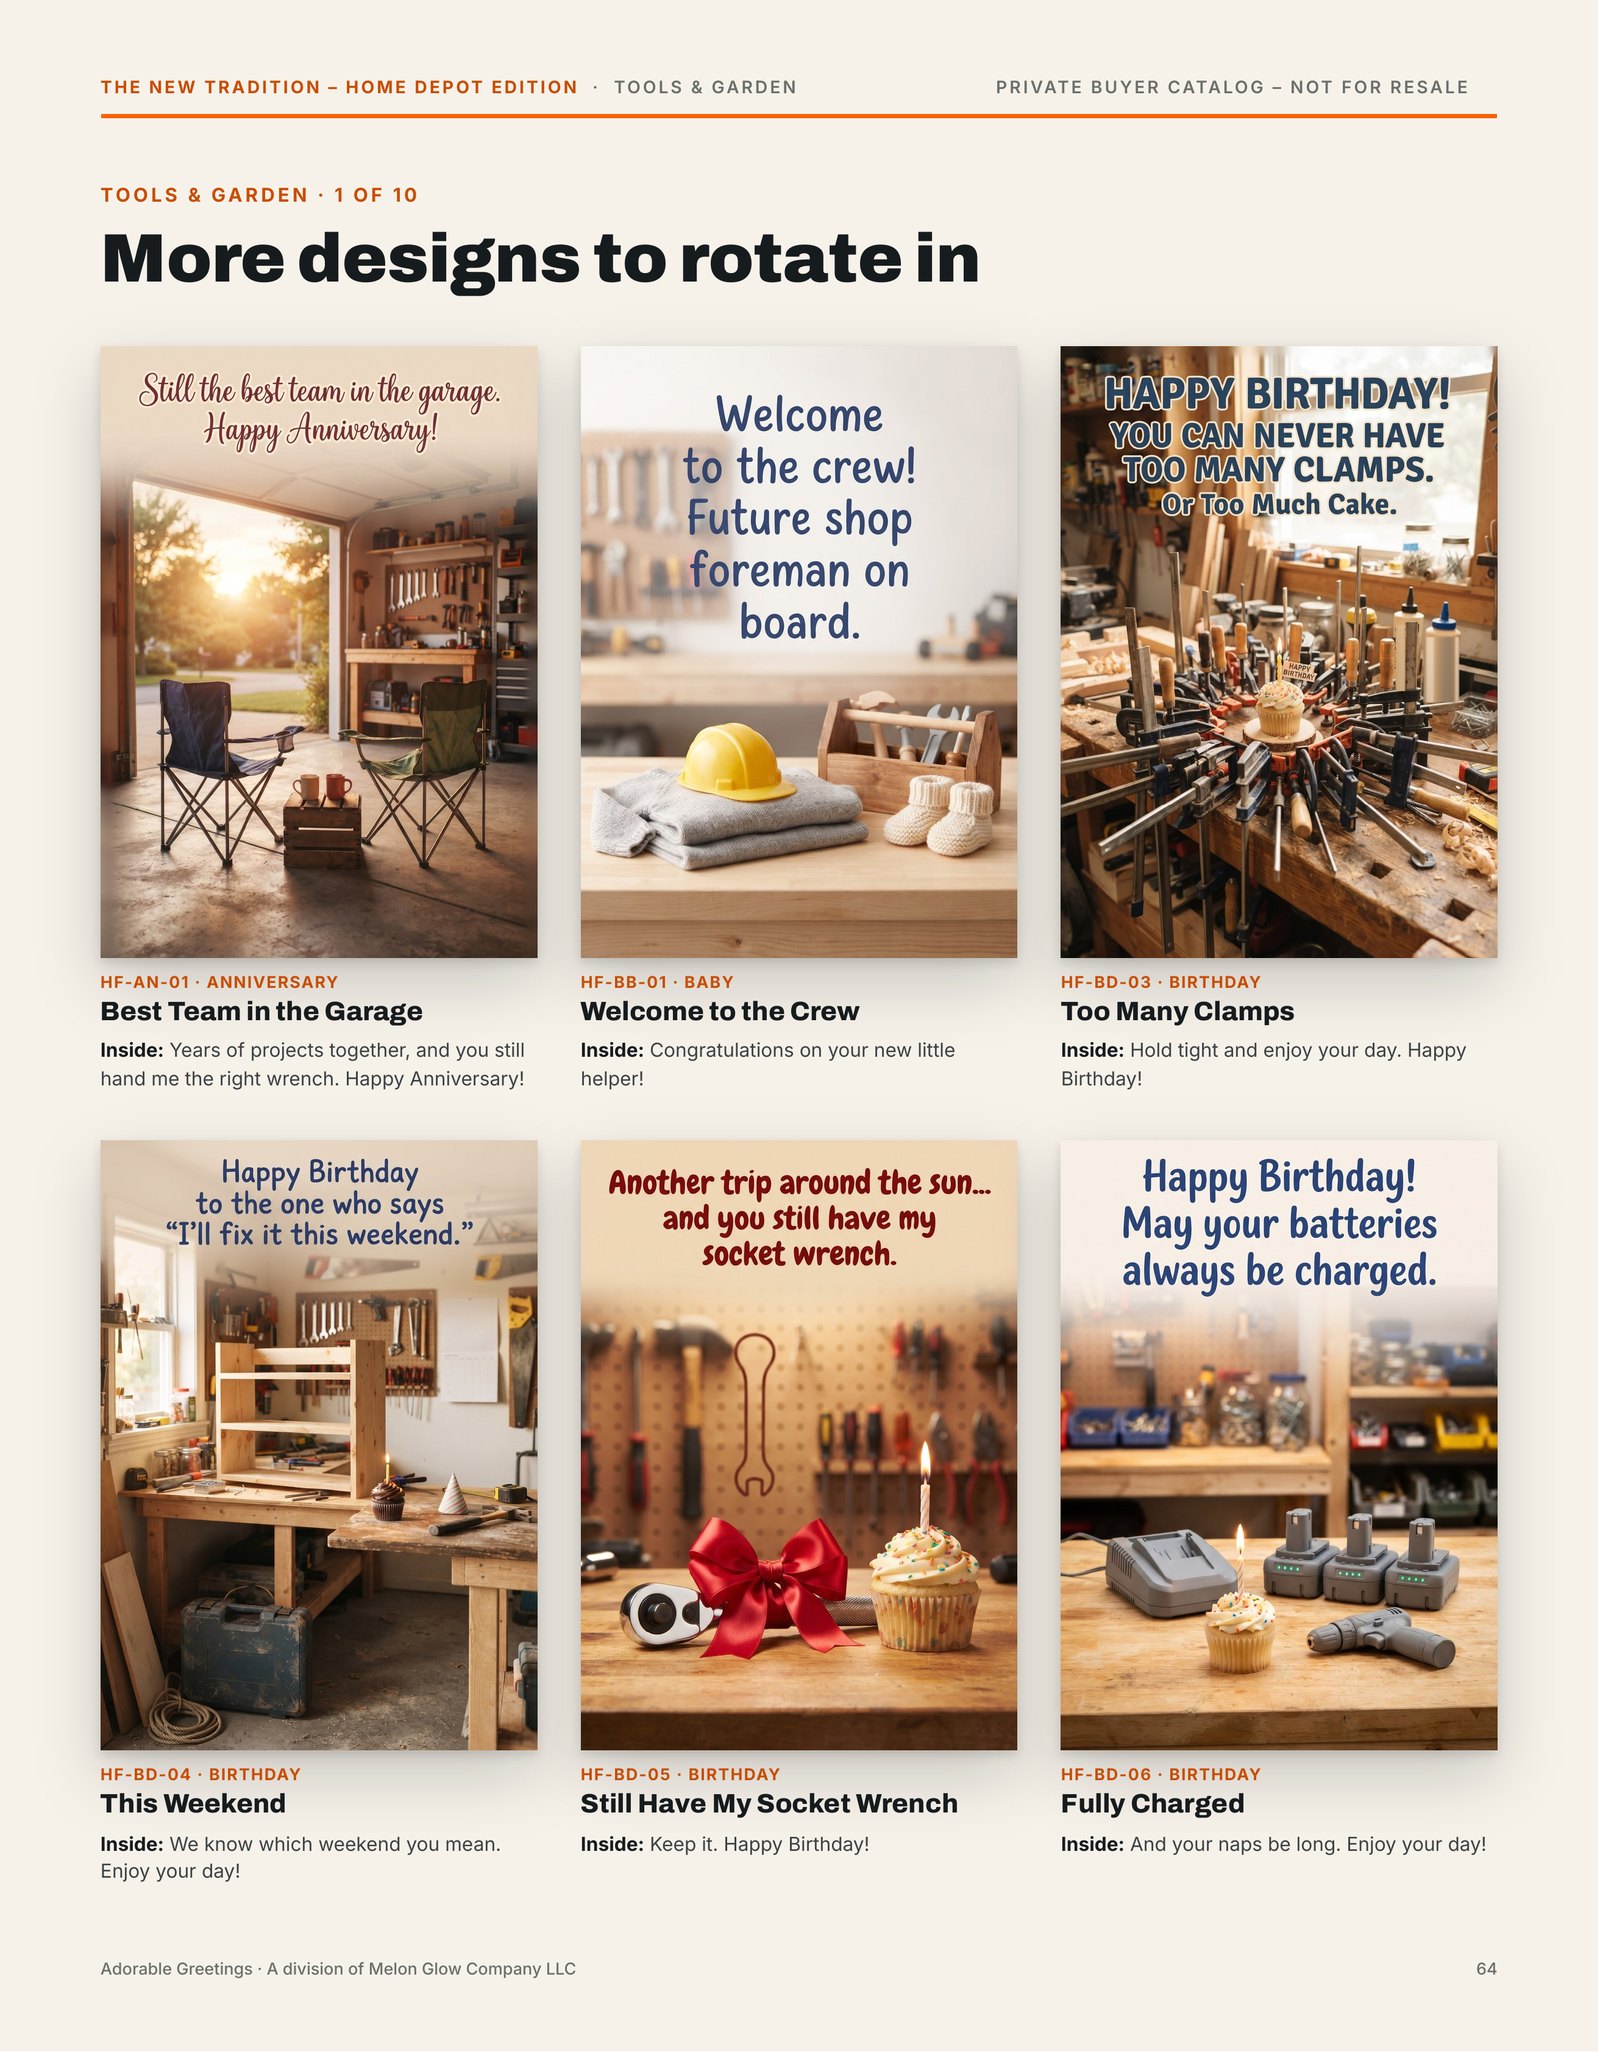 THE NEW TRADITION – HOME DEPOT EDITION · TOOLS & GARDEN
PRIVATE BUYER CATALOG – NOT FOR RESALE
TOOLS & GARDEN · 1 OF 10
More designs to rotate in
Still the best team in the garage.
Happy Anniversary!
HF-AN-01 · ANNIVERSARY
Best Team in the Garage
Inside: Years of projects together, and you still
hand me the right wrench. Happy Anniversary!
Welcome
to the crew!
Future shop
foreman on
board.
HF-BB-01 · BABY
Welcome to the Crew
Inside: Congratulations on your new little
helper!
HAPPY BIRTHDAY!
YOU CAN NEVER HAVE
TOO MANY CLAMPS.
Or Too Much Cake.
HAPPY
BIRTHDAY
HF-BD-03 · BIRTHDAY
Too Many Clamps
Inside: Hold tight and enjoy your day. Happy
Birthday!
Happy Birthday
to the one who says
“I’ll fix it this weekend.”
HF-BD-04 · BIRTHDAY
This Weekend
Inside: We know which weekend you mean.
Enjoy your day!
Another trip around the sun...
and you still have my
socket wrench.
HF-BD-05 · BIRTHDAY
Still Have My Socket Wrench
Inside: Keep it. Happy Birthday!
Happy Birthday!
May your batteries
always be charged.
HF-BD-06 · BIRTHDAY
Fully Charged
Inside: And your naps be long. Enjoy your day!
Adorable Greetings · A division of Melon Glow Company LLC
64